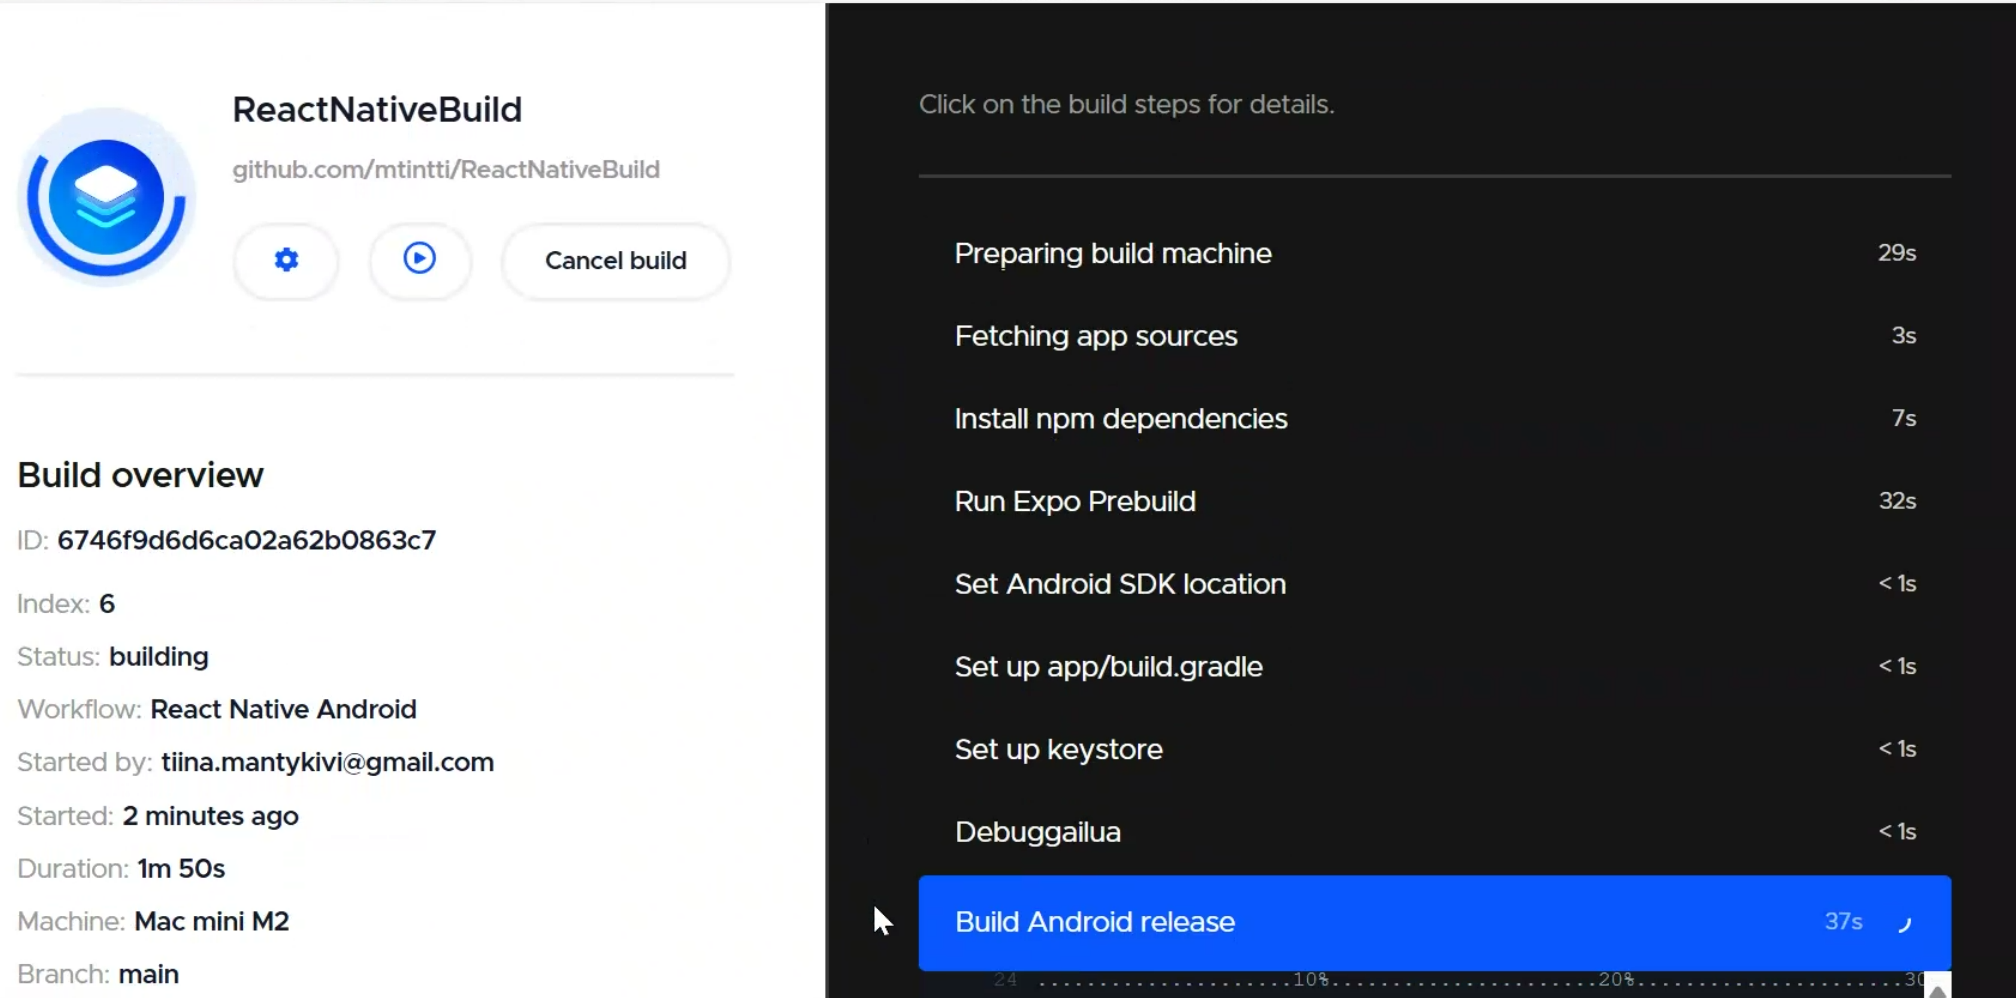 ReactNativeBuild
github.com/mtintti/ReactNativeBuild
Cancel build
Build overview
ID: 6746f9d6d6ca02a62b0863c7
Index: 6
Status: building
Workflow: React Native Android
Started by: tiina.mantykivi@gmail.com
Started: 2 minutes ago
Duration: 1m 50s
Machine: Mac mini M2
Branch: main
Click on the build steps for details.
Preparing build machine 29s
Fetching app sources 3s
Install npm dependencies 7s
Run Expo Prebuild 32s
Set Android SDK location < 1s
Set up app/build.gradle < 1s
Set up keystore < 1s
Debuggailua < 1s
Build Android release 37s
24 ....................10%....................20%....................30